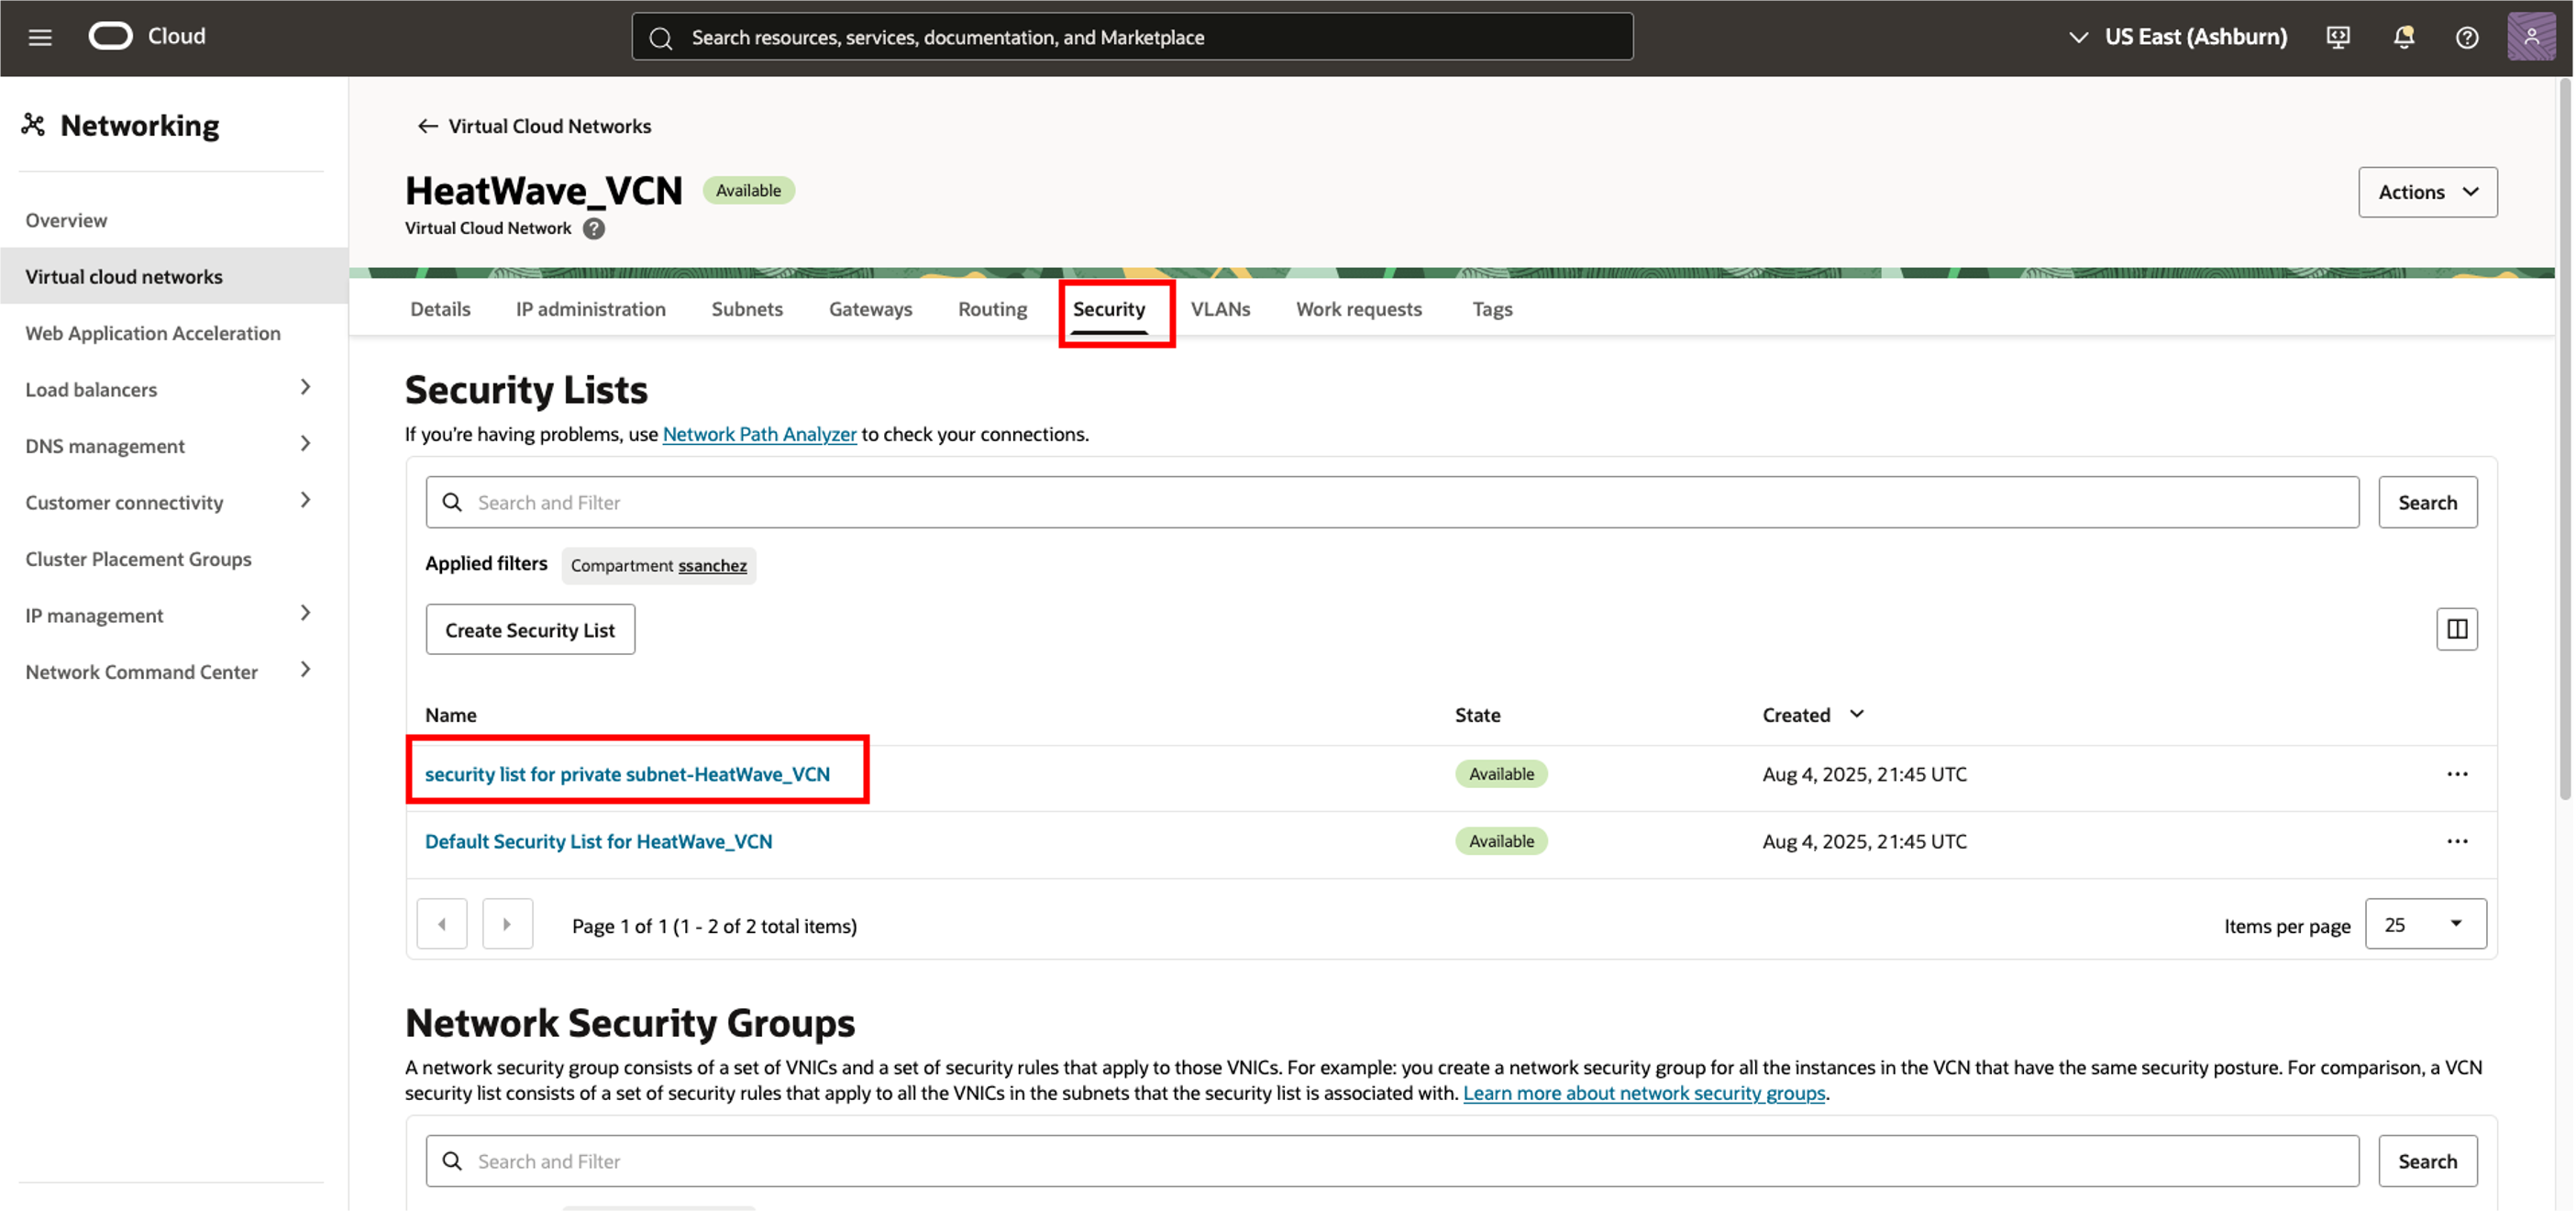 Cloud
Search resources, services, documentation, and Marketplace
US East (Ashburn)
Networking
Overview
Virtual cloud networks
Web Application Acceleration
Load balancers
DNS management
Customer connectivity
Cluster Placement Groups
IP management
Network Command Center
Virtual Cloud Networks
HeatWave_VCN Available
Virtual Cloud Network ?
Actions
Details IP administration Subnets Gateways Routing Security VLANs Work requests Tags
Security Lists
If you're having problems, use Network Path Analyzer to check your connections.
Search and Filter Search
Applied filters Compartment ssanchez
Create Security List
Name State Created
security list for private subnet-HeatWave_VCN Available Aug 4, 2025, 21:45 UTC
Default Security List for HeatWave_VCN Available Aug 4, 2025, 21:45 UTC
Page 1 of 1 (1 - 2 of 2 total items) Items per page 25
Network Security Groups
A network security group consists of a set of VNICs and a set of security rules that apply to those VNICs. For example: you create a network security group for all the instances in the VCN that have the same security posture. For comparison, a VCN
security list consists of a set of security rules that apply to all the VNICs in the subnets that the security list is associated with. Learn more about network security groups.
Search and Filter Search